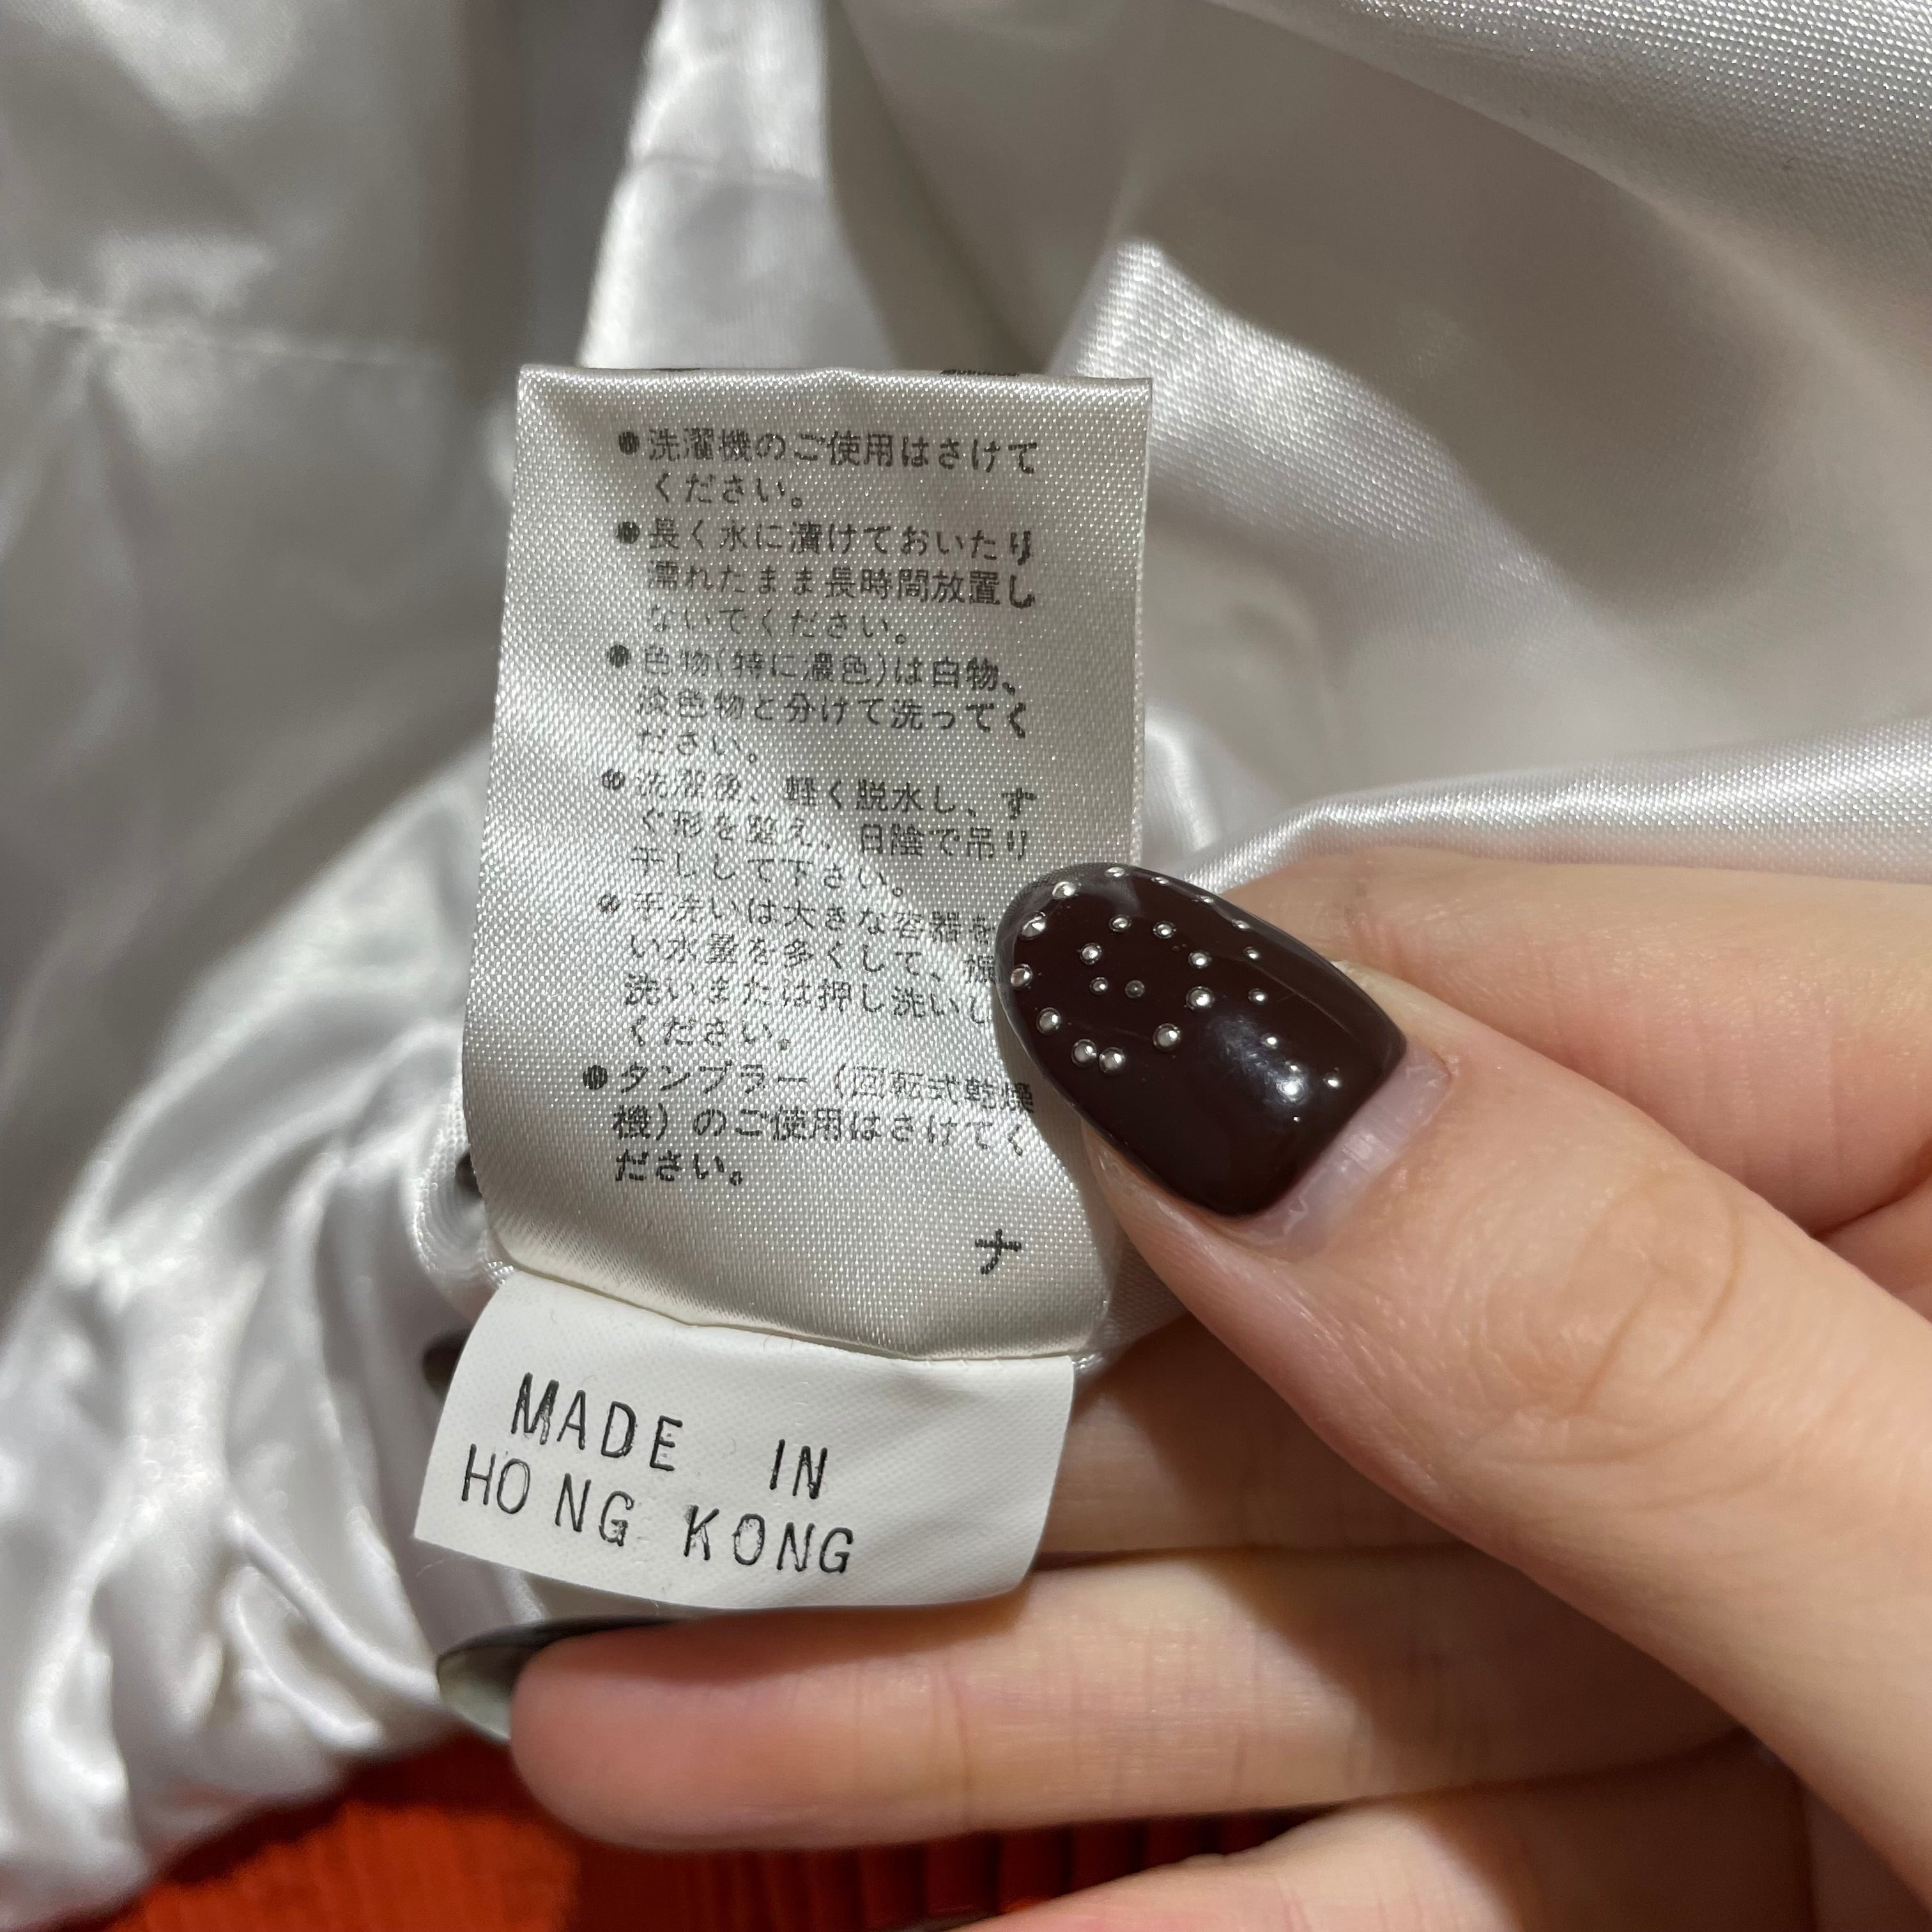 ●洗濯機のご使用はさけて
ください。
●長く水に漬けておいたり
濡れたまま長時間放置し
ないでください。
●色物(特に濃色)は白物、
淡色物と分けて洗ってく
ださい。
●洗濯後、軽く脱水し、す
ぐ形を整え、日陰で吊り
干しして下さい。
●手洗いは大きな容器を
い水量を多くして、
洗いまたは押し洗いし
ください。
●タンブラー(回転式乾燥
機)のご使用はさけてく
ださい。
ナ
MADE IN
HONG KONG